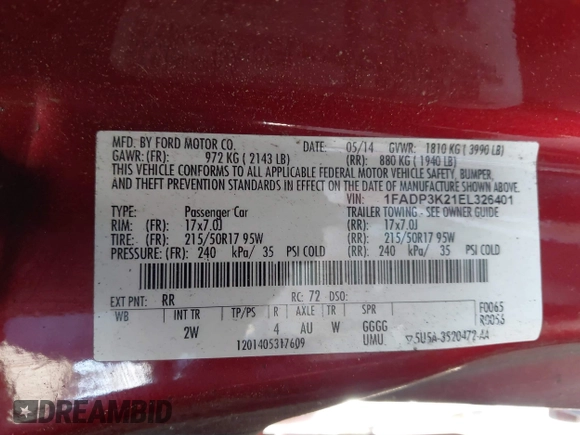 MFD. BY FORD MOTOR CO. DATE: 05/14 GVWR: 1810 KG ( 3990 LB)
GAWR: (FR): 972 KG ( 2143 LB) (RR): 880 KG ( 1940 LB)
THIS VEHICLE CONFORMS TO ALL APPLICABLE FEDERAL MOTOR VEHICLE SAFETY, BUMPER,
AND THEFT PREVENTION STANDARDS IN EFFECT ON THE DATE OF MANUFACTURE SHOWN ABOVE.
VIN: 1FADP3K21EL326401
TYPE: Passenger Car TRAILER TOWING - SEE OWNER GUIDE
RIM: (FR): 17x7.0J (RR): 17x7.0J
TIRE: (FR): 215/50R17 95W (RR): 215/50R17 95W
PRESSURE: (FR): 240 kPa/ 35 PSI COLD (RR): 240 kPa/ 35 PSI COLD
EXT PNT: RR RC: 72 DSO: F0065
WB INT TR TP/PS R AXLE TR SPR R0055
2W 4 AU W GGGG
1201405317609 UMU 5U5A-3520472-AA
DREAMBID